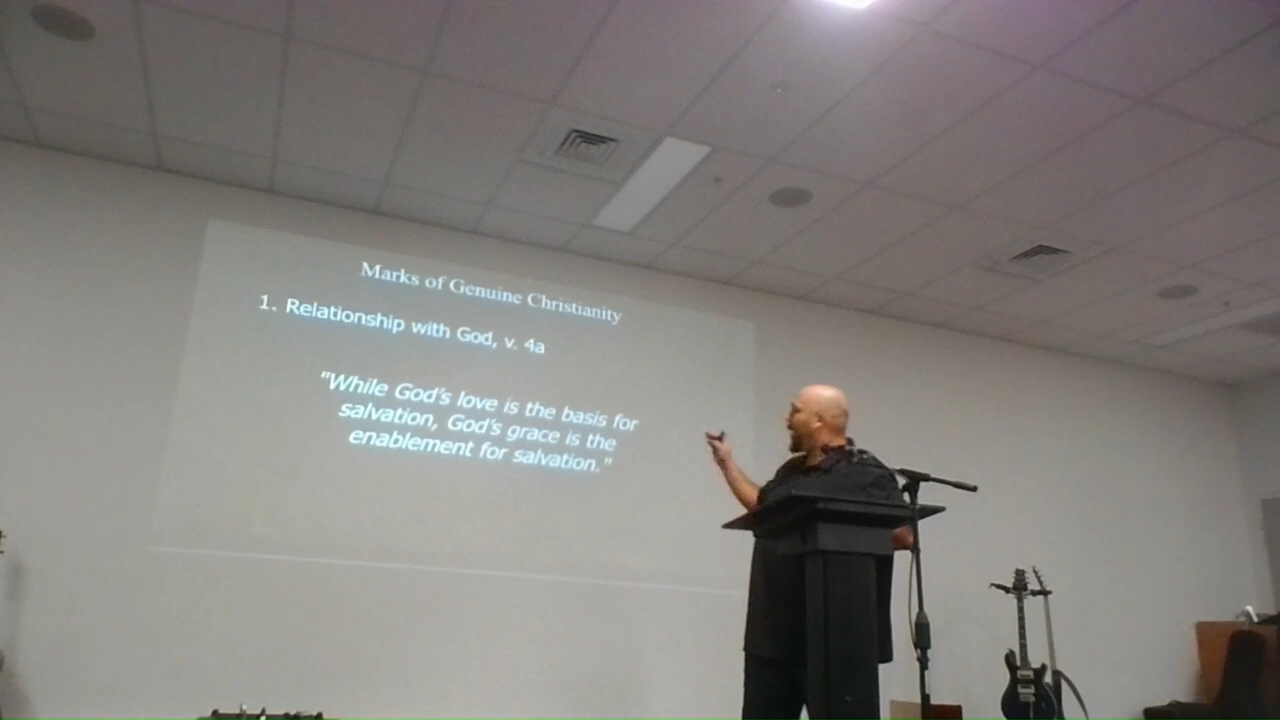 Marks of Genuine Christianity
1. Relationship with God, v. 4a
"While God's love is the basis for
salvation, God's grace is the
enablement for salvation."